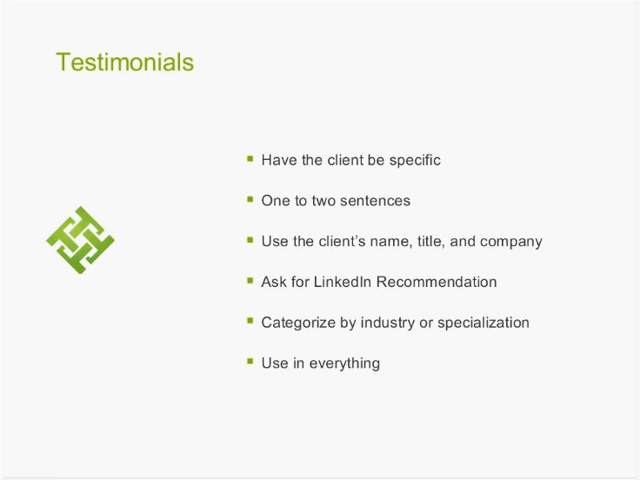 Testimonials
Have the client be specific
One to two sentences
Use the client’s name, title, and company
Ask for LinkedIn Recommendation
Categorize by industry or specialization
Use in everything